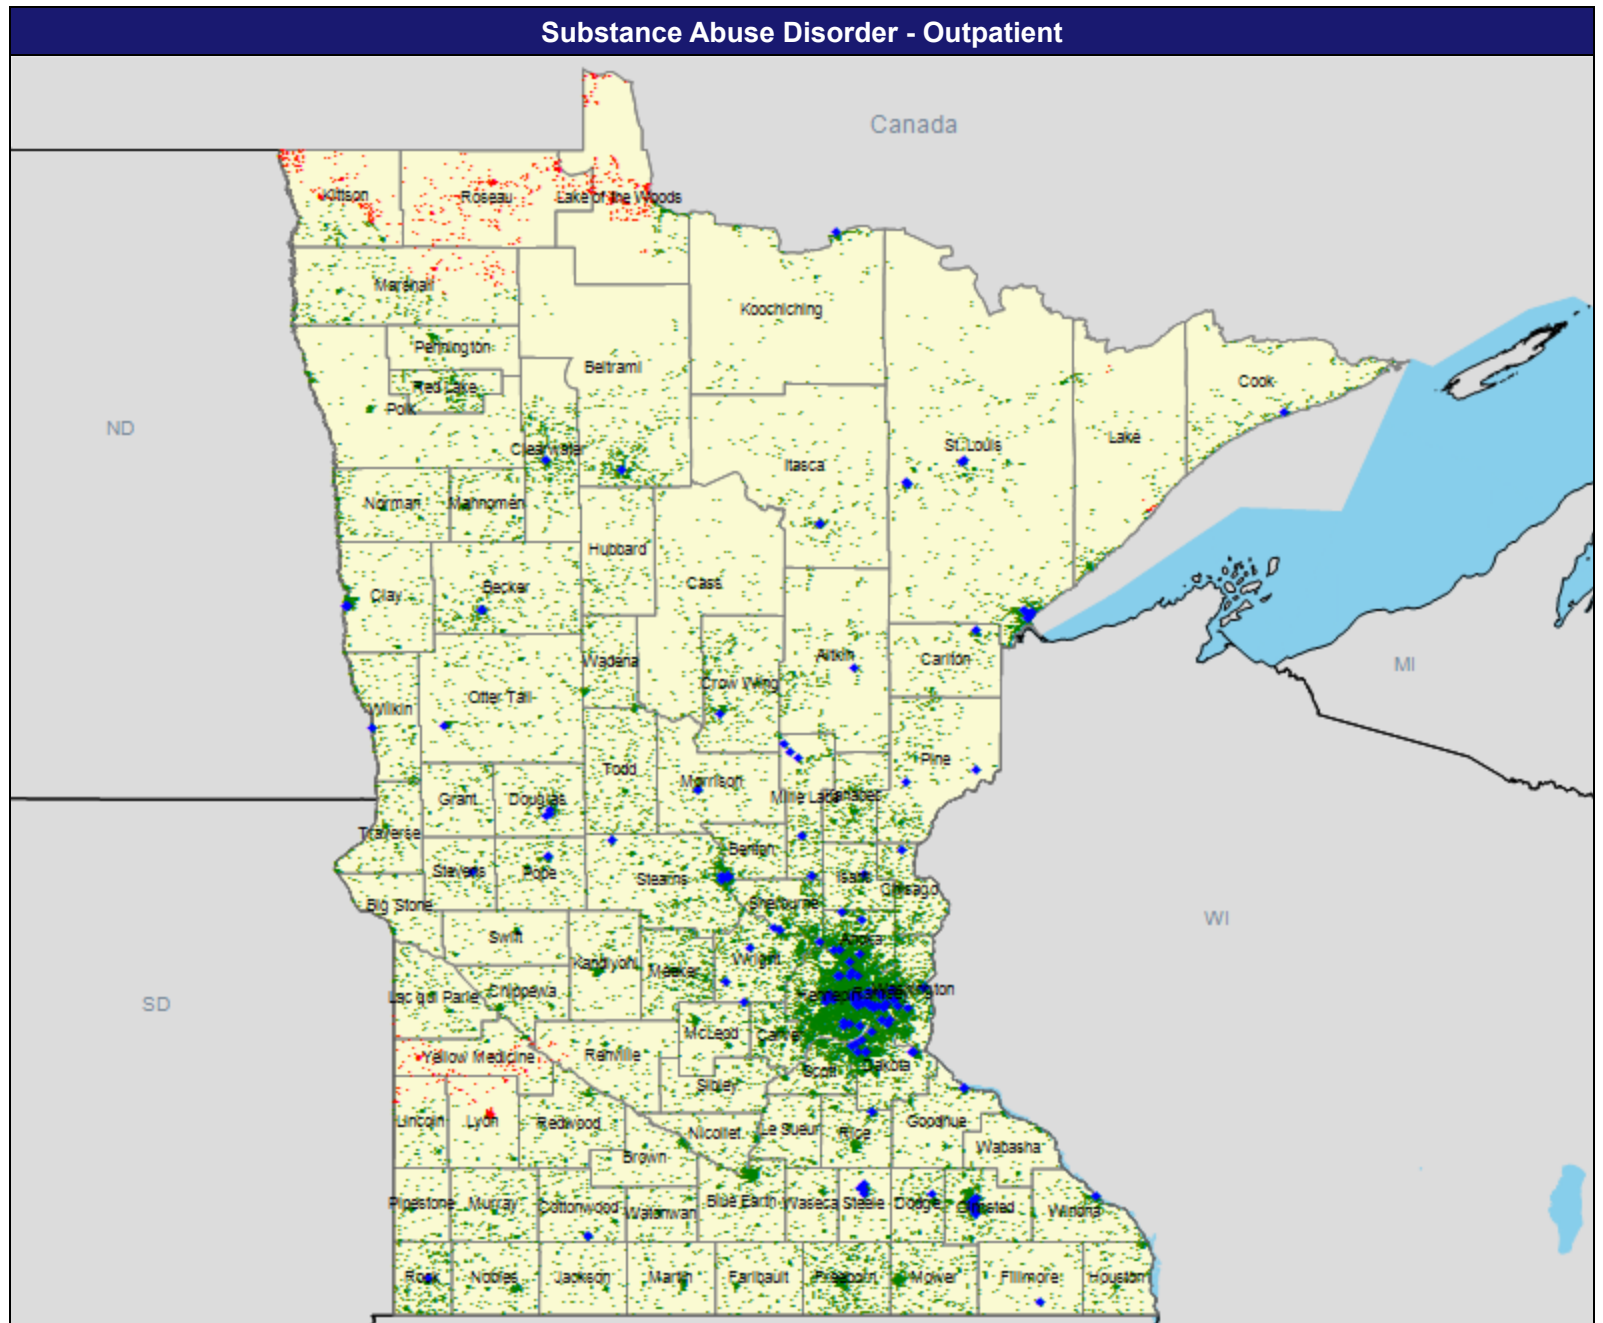 Substance Abuse Disorder - Outpatient
Canada
Kittson
Roseau
Lake of the Woods
Marshall
Koochiching
Pennington
Beltrami
Red Lake
Polk
Cook
ND
Clearwater
St. Louis
Lake
Itasca
Norman
Mahnomen
Hubbard
Cass
Becker
Clay
Wadena
Aitkin
Carlton
MI
Crow Wing
Otter Tail
Wilkin
Pine
Todd
Morrison
Mille Lacs
Kanabec
Grant
Douglas
Traverse
Benton
Stevens
Pope
Stearns
Isanti
Chisago
Big Stone
Sherburne
WI
Swift
Anoka
Kandiyohi
Meeker
Wright
SD
Lac qui Parle
Chippewa
Hennepin
Ramsey
Washington
McLeod
Carver
Yellow Medicine
Renville
Scott
Dakota
Sibley
Lincoln
Lyon
Redwood
Nicollet
Le Sueur
Rice
Goodhue
Wabasha
Brown
Pipestone
Murray
Cottonwood
Watonwan
Blue Earth
Waseca
Steele
Dodge
Olmsted
Winona
Rock
Nobles
Jackson
Martin
Faribault
Freeborn
Mower
Fillmore
Houston